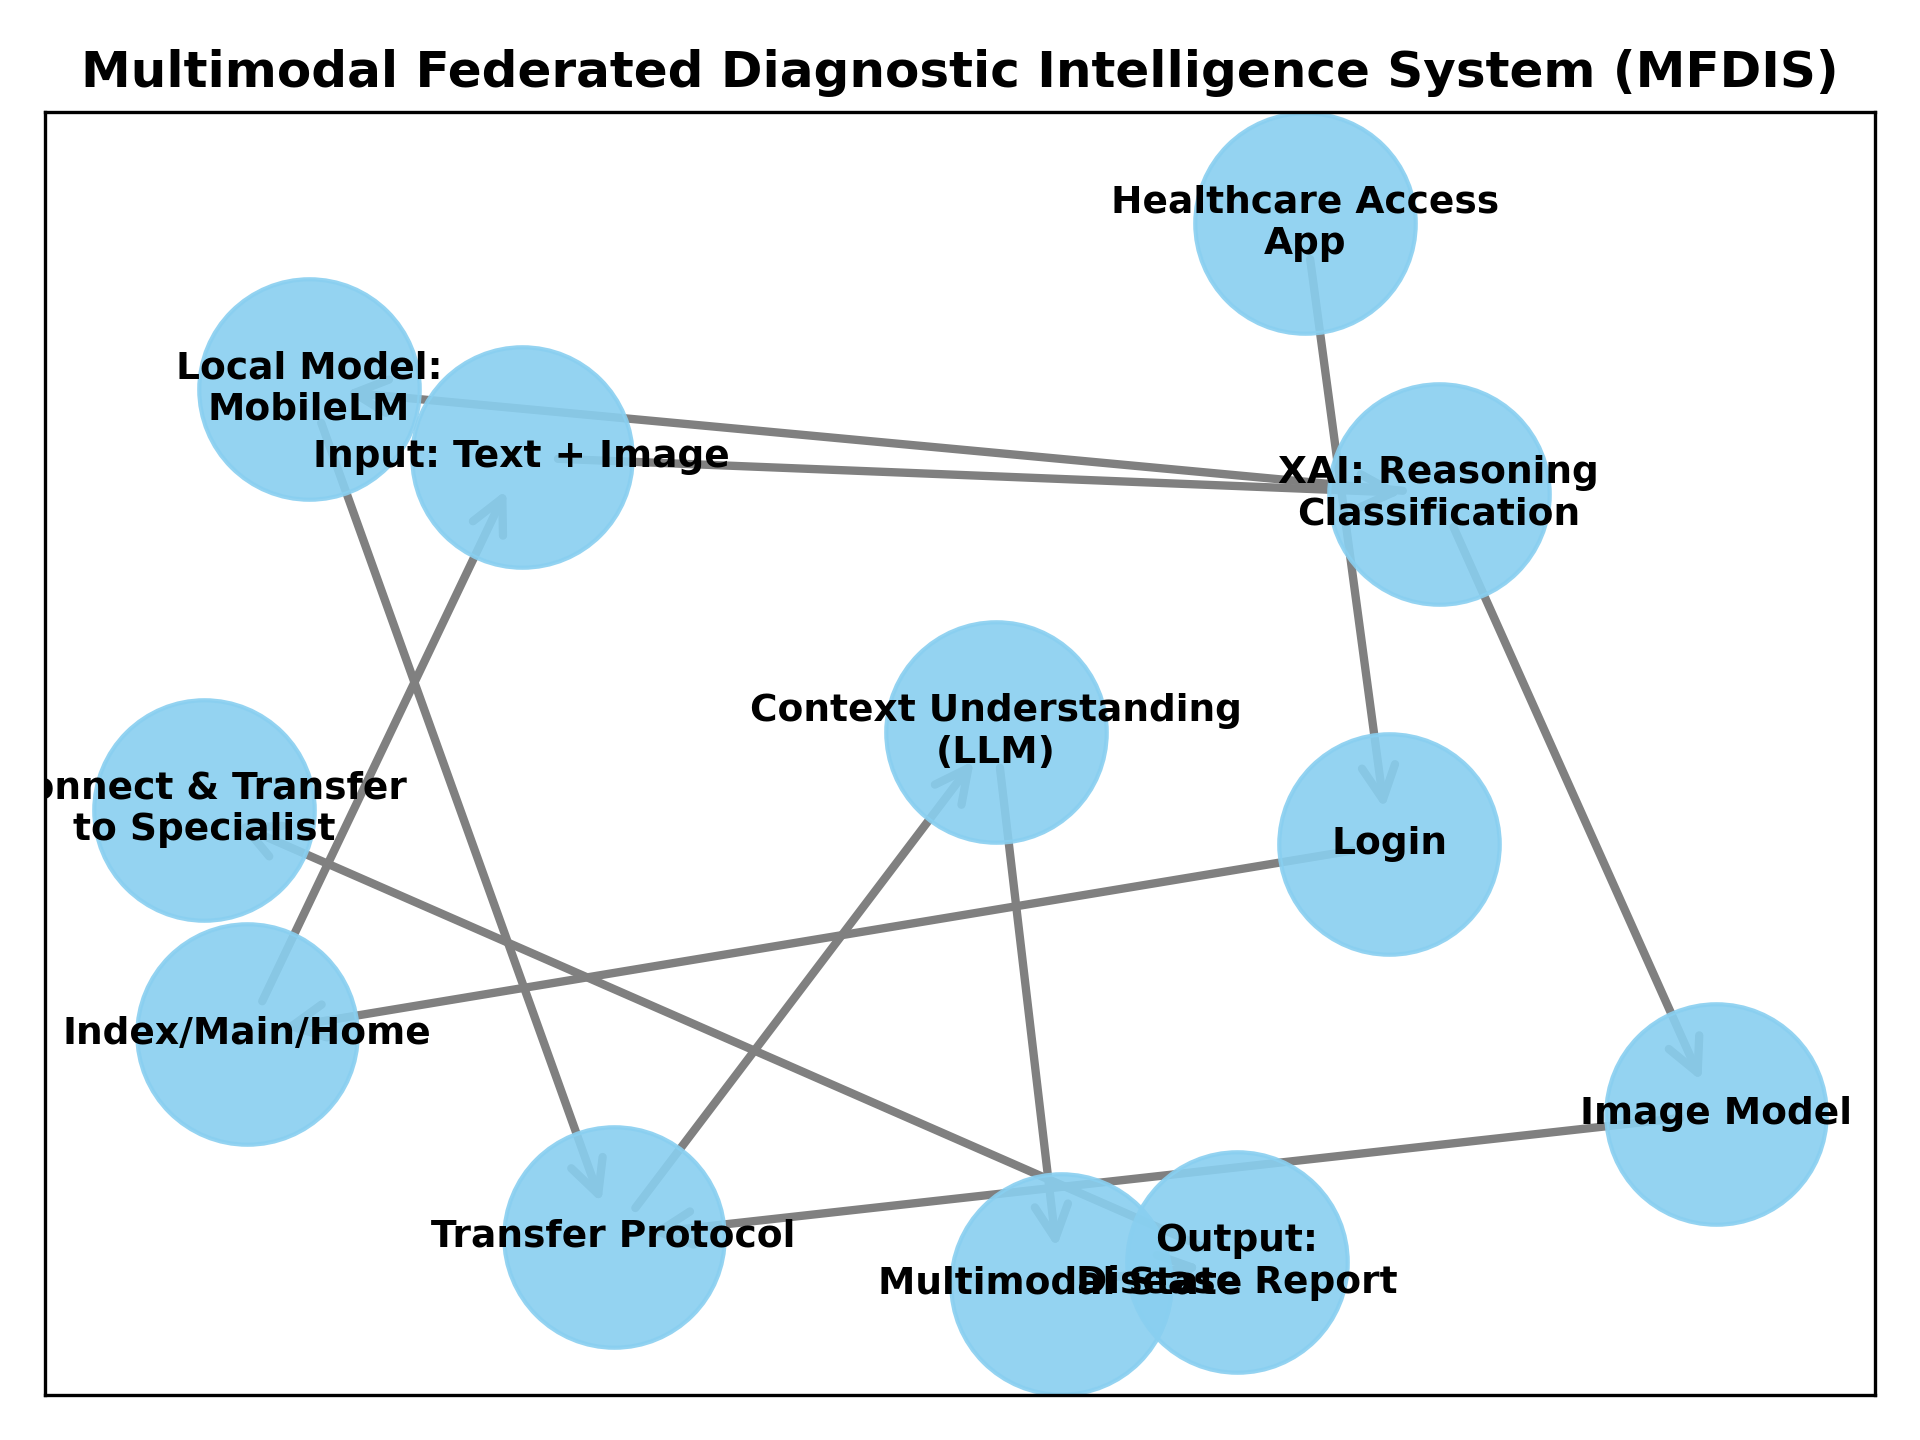 Multimodal Federated Diagnostic Intelligence System (MFDIS)
Healthcare Access
App
Local Model:
MobileLM
Input: Text + Image
XAI: Reasoning
Classification
Context Understanding
(LLM)
onnect & Transfer
to Specialist
Login
Index/Main/Home
Image Model
Transfer Protocol
Multimodal State
Output:
Disease Report